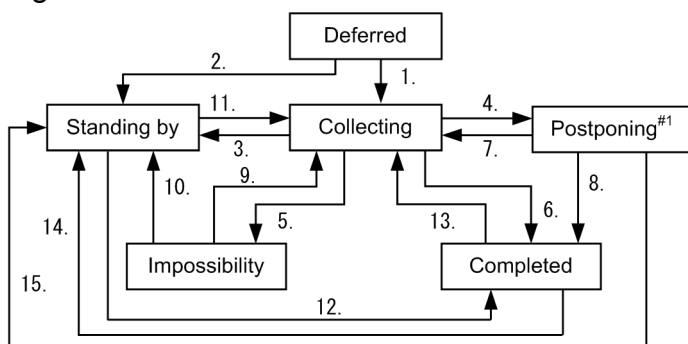 Deferred
2.
1.
Standing by
11.
3.
Collecting
4.
7.
Postponing#1
10.
9.
5.
6.
8.
14.
13.
Impossibility
Completed
15.
12.